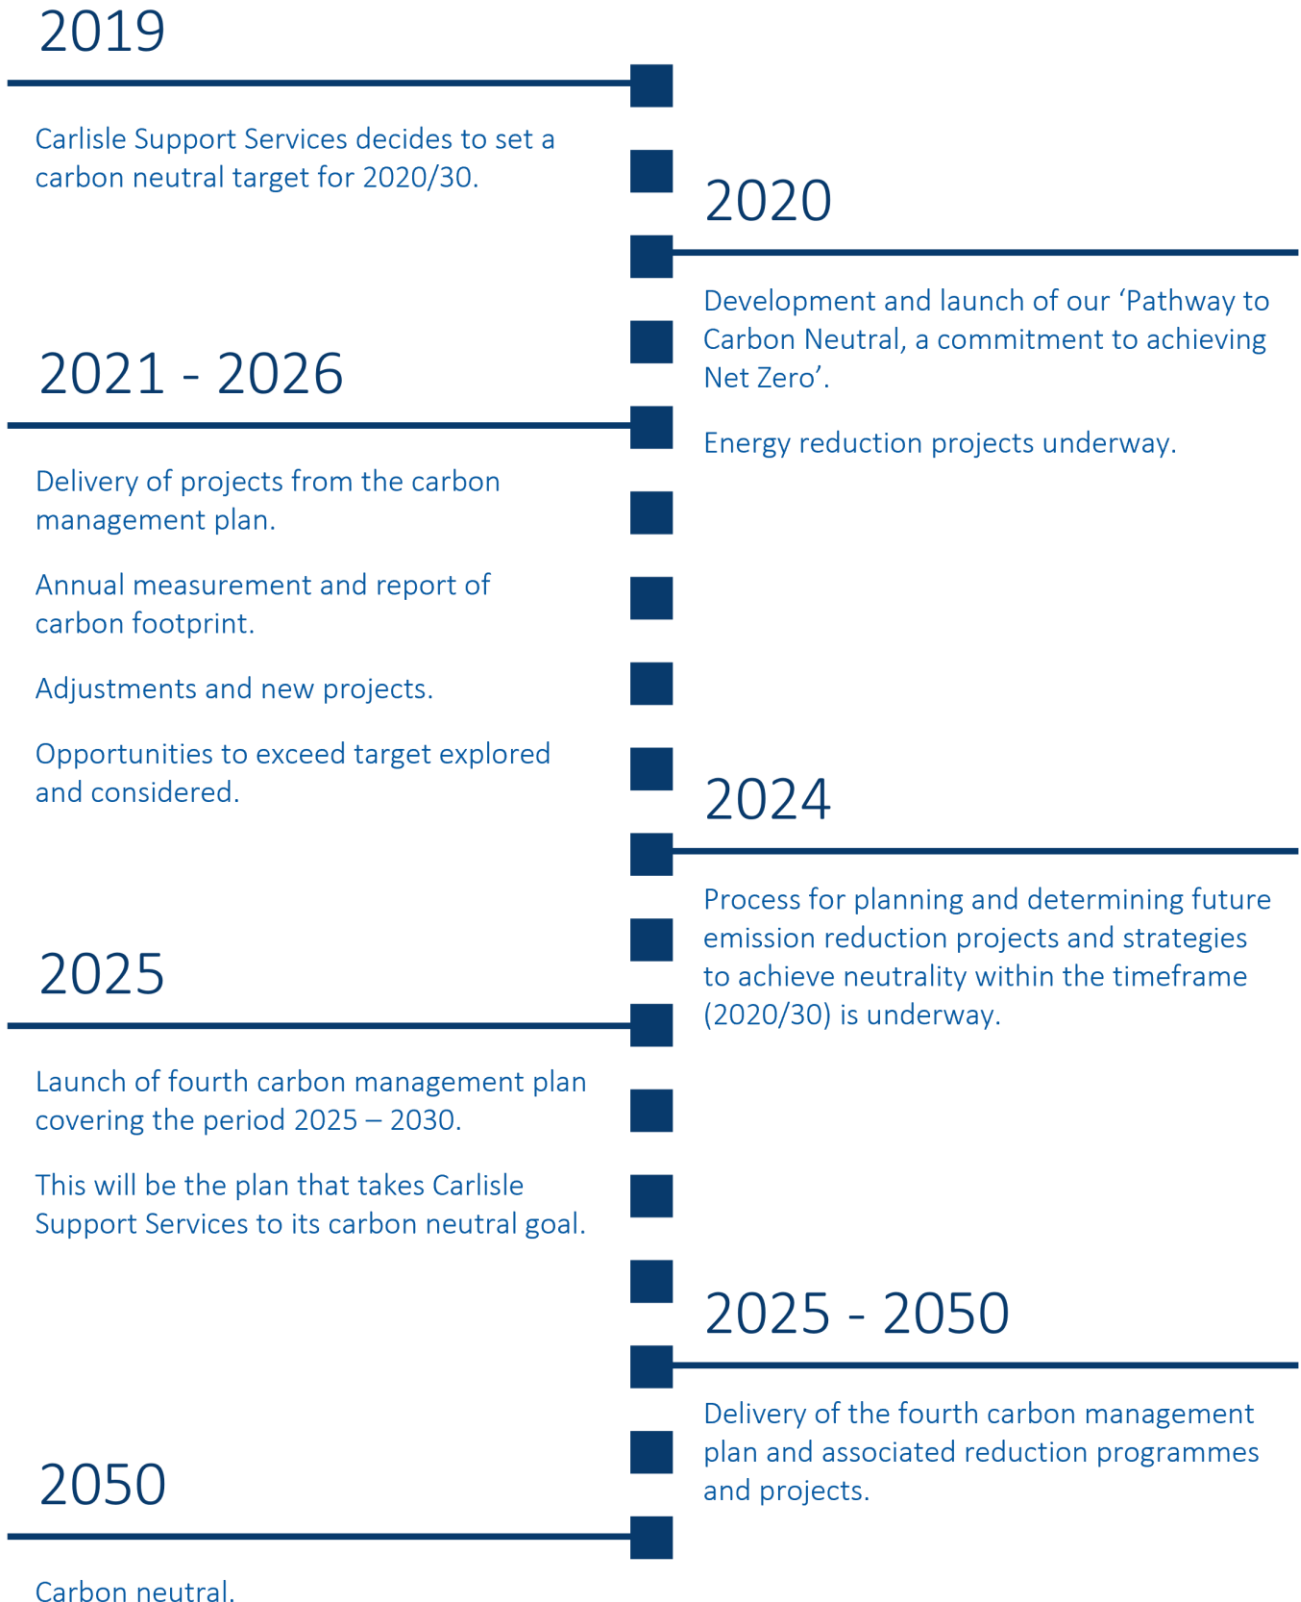 2019
Carlisle Support Services decides to set a
carbon neutral target for 2020/30.
2020
Development and launch of our ‘Pathway to
Carbon Neutral, a commitment to achieving
Net Zero’.
Energy reduction projects underway.
2021 - 2026
Delivery of projects from the carbon
management plan.
Annual measurement and report of
carbon footprint.
Adjustments and new projects.
Opportunities to exceed target explored
and considered.
2024
Process for planning and determining future
emission reduction projects and strategies
to achieve neutrality within the timeframe
(2020/30) is underway.
2025
Launch of fourth carbon management plan
covering the period 2025 – 2030.
This will be the plan that takes Carlisle
Support Services to its carbon neutral goal.
2025 - 2050
Delivery of the fourth carbon management
plan and associated reduction programmes
and projects.
2050
Carbon neutral.